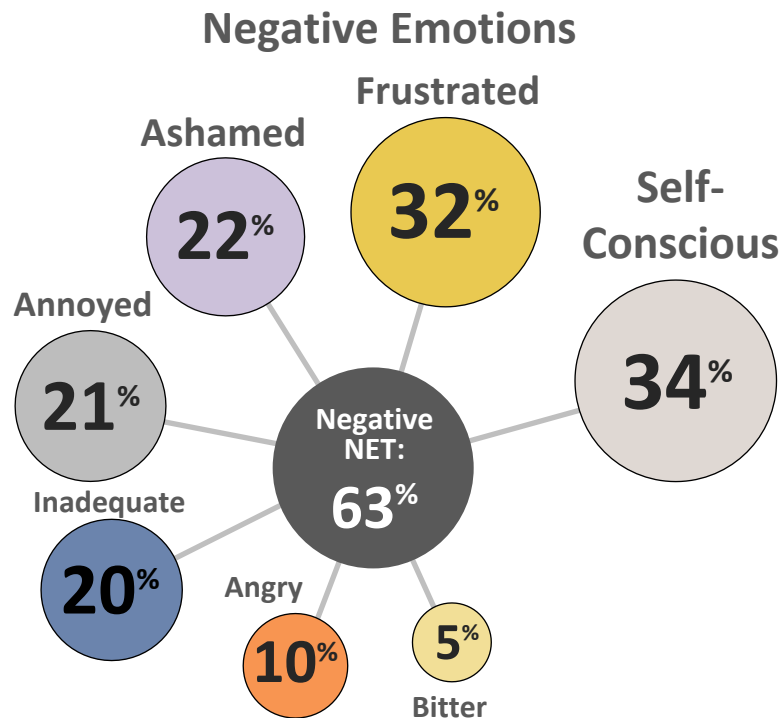 Negative Emotions
Frustrated
32%
Ashamed
22%
Self-
Conscious
34%
Annoyed
21%
Negative
NET:
63%
Inadequate
20%
Angry
10%
5%
Bitter